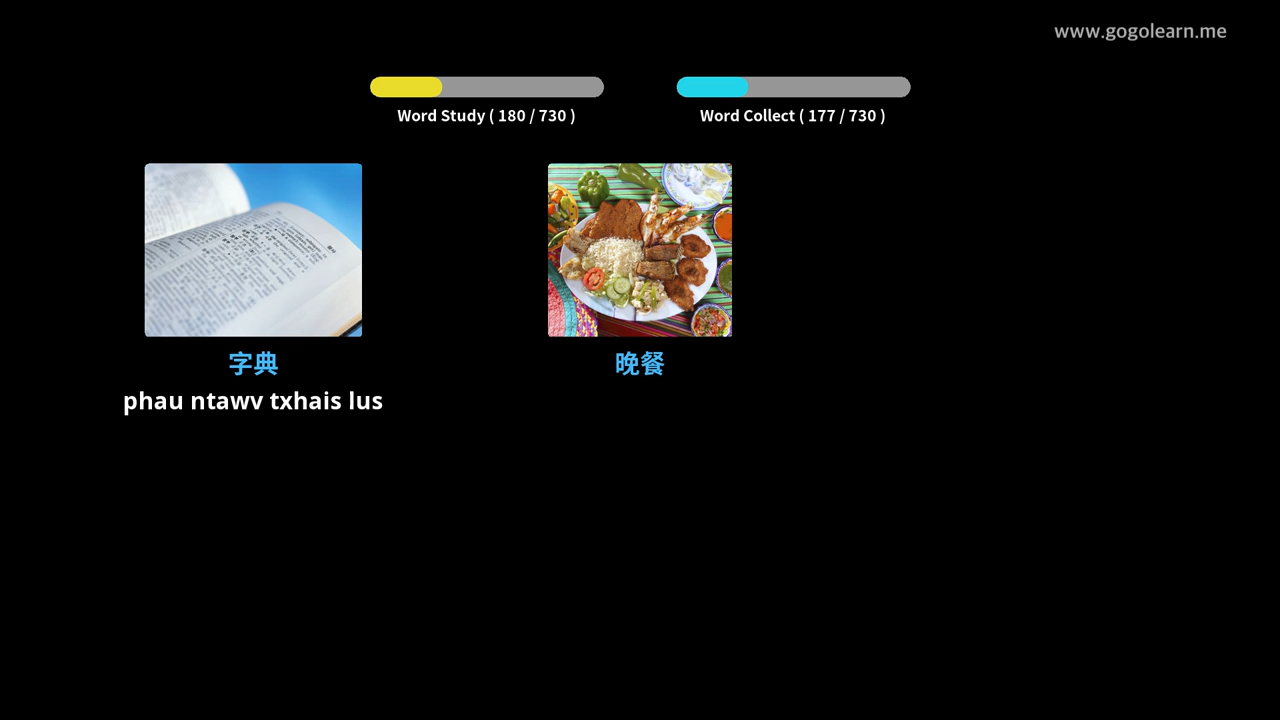 www.gogolearn.me
Word Study ( 180 / 730 )
Word Collect ( 177 / 730 )
字典
晚餐
phau ntawv txhais lus